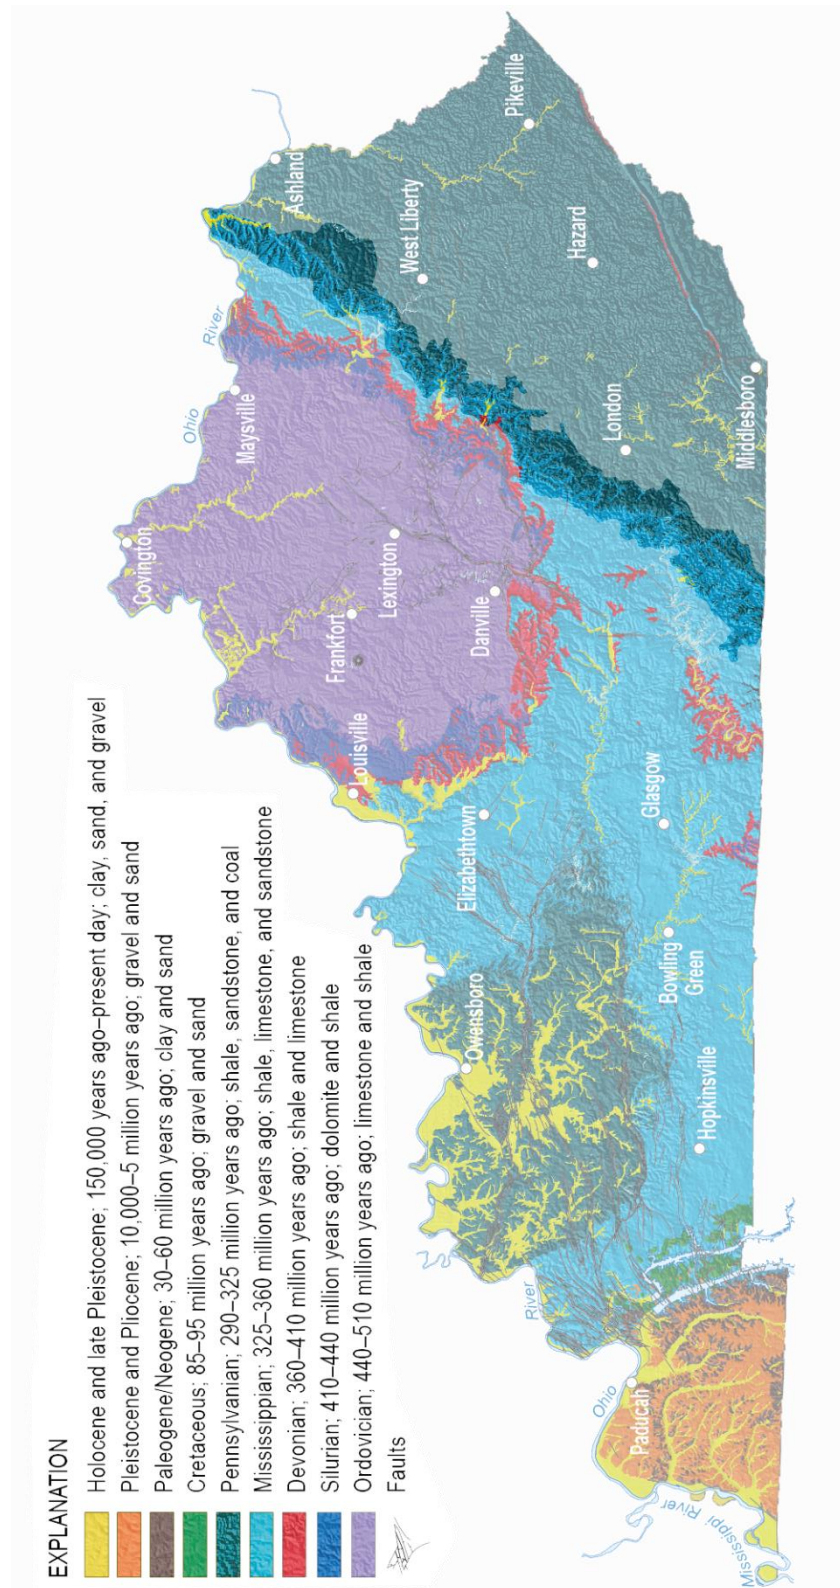 EXPLANATION
Holocene and late Pleistocene; 150,000 years ago–present day; clay, sand, and gravel
Pleistocene and Pliocene; 10,000–5 million years ago; gravel and sand
Paleogene/Neogene; 30–60 million years ago; clay and sand
Cretaceous; 85–95 million years ago; gravel and sand
Pennsylvanian; 290–325 million years ago; shale, sandstone, and coal
Mississippian; 325–360 million years ago; shale, limestone, and sandstone
Devonian; 360–410 million years ago; shale and limestone
Silurian; 410–440 million years ago; dolomite and shale
Ordovician; 440–510 million years ago; limestone and shale
Faults
Covington
Ohio
River
Maysville
Ashland
Frankfort
Lexington
Louisville
West Liberty
Pikeville
Danville
Elizabethtown
Hazard
Owensboro
London
Ohio
River
Glasgow
Bowling
Green
Middlesboro
Paducah
Hopkinsville
Mississippi River